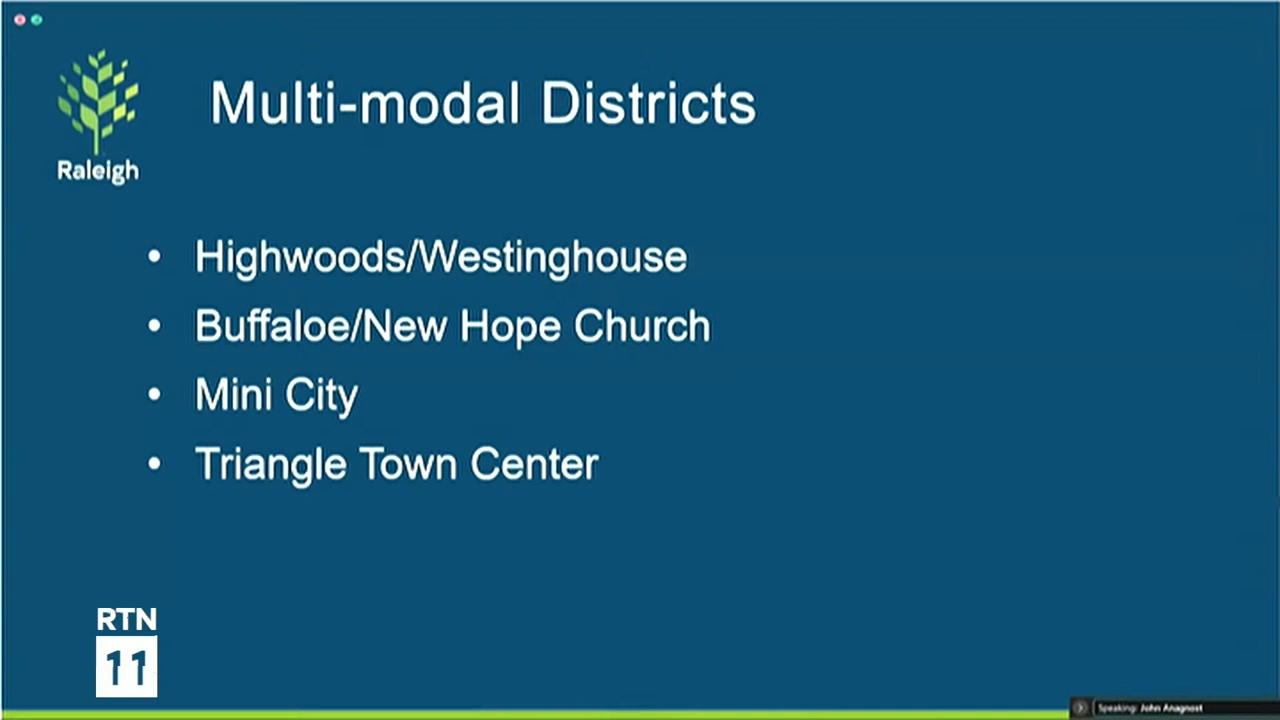 Multi-modal Districts
Raleigh
• Highwoods/Westinghouse
• Buffaloe/New Hope Church
• Mini City
• Triangle Town Center
RTN
11
Speaking: John Anagnost